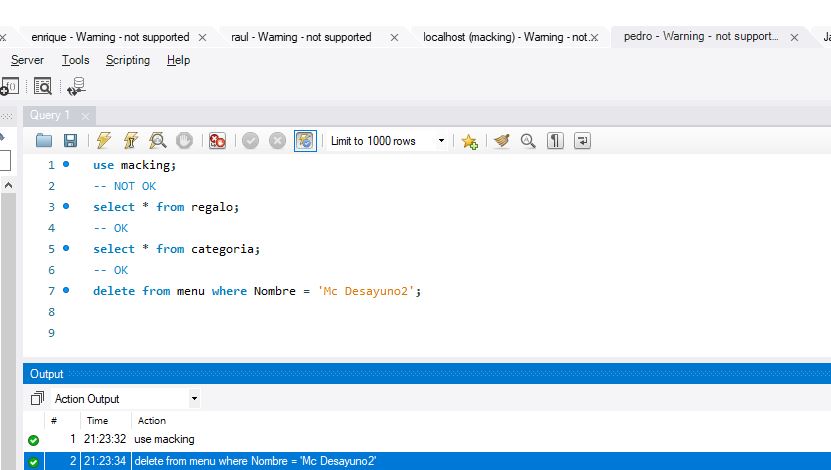 enrique - Warning - not supported
raul - Warning - not supported
localhost (macking) - Warning - not...
pedro - Warning - not support...
Server Tools Scripting Help
Query 1
Limit to 1000 rows
1 use macking;
2 -- NOT OK
3 select * from regalo;
4 -- OK
5 select * from categoria;
6 -- OK
7 delete from menu where Nombre = 'Mc Desayuno2';
8
9
Output
Action Output
# Time Action
1 21:23:32 use macking
2 21:23:34 delete from menu where Nombre = 'Mc Desayuno2'